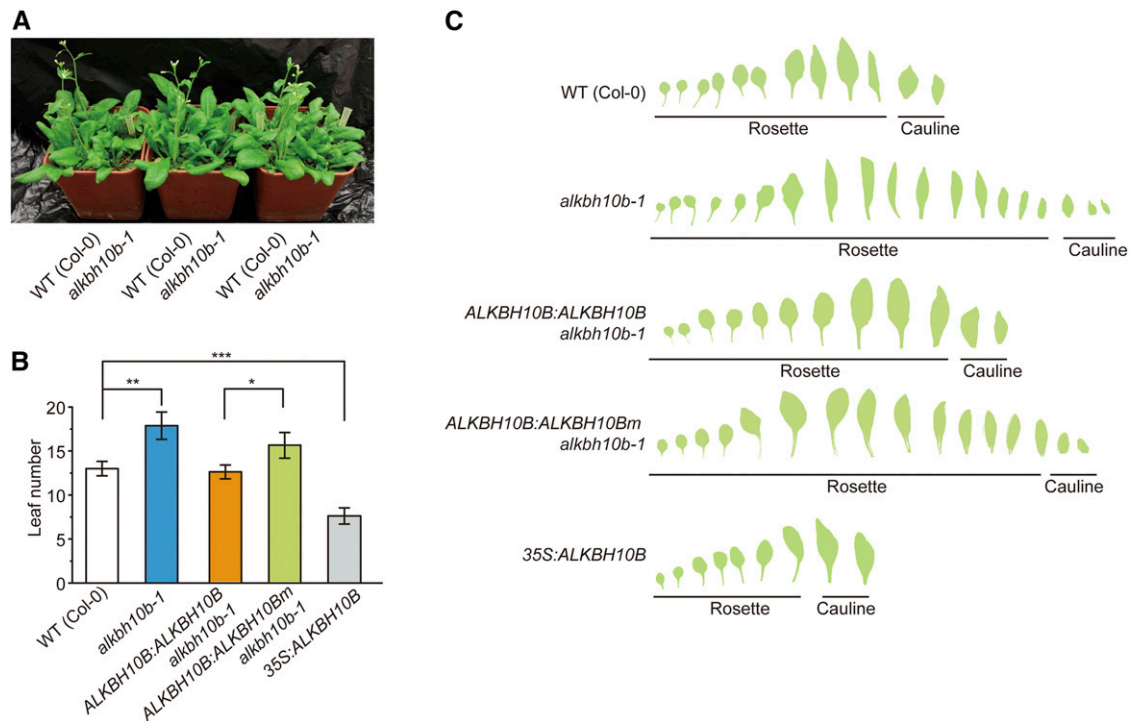 A
WT (Col-0)
alkbh10b-1
WT (Col-0)
alkbh10b-1
WT (Col-0)
alkbh10b-1
B
***
**
*
Leaf number
20
15
10
5
0
WT (Col-0)
alkbh10b-1
ALKBH10B:ALKBH10B
alkbh10b-1
ALKBH10B:ALKBH10Bm
alkbh10b-1
35S:ALKBH10B
C
WT (Col-0)
Rosette Cauline
alkbh10b-1
Rosette Cauline
ALKBH10B:ALKBH10B
alkbh10b-1
Rosette Cauline
ALKBH10B:ALKBH10Bm
alkbh10b-1
Rosette Cauline
35S:ALKBH10B
Rosette Cauline